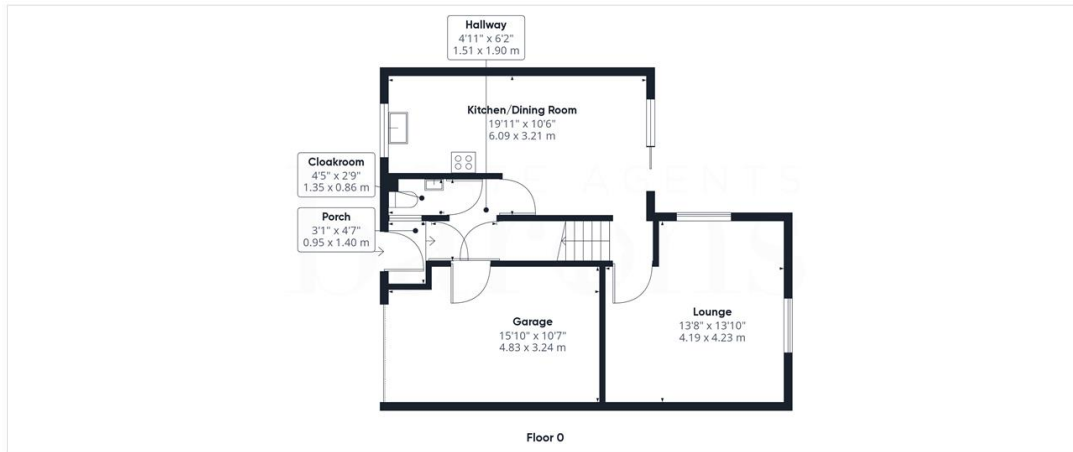 Hallway
4'11" x 6'2"
1.51 x 1.90 m
Kitchen/Dining Room
19'11" x 10'6"
6.09 x 3.21 m
Cloakroom
4'5" x 2'9"
1.35 x 0.86 m
Porch
3'1" x 4'7"
0.95 x 1.40 m
Lounge
13'8" x 13'10"
4.19 x 4.23 m
Garage
15'10" x 10'7"
4.83 x 3.24 m
Floor 0